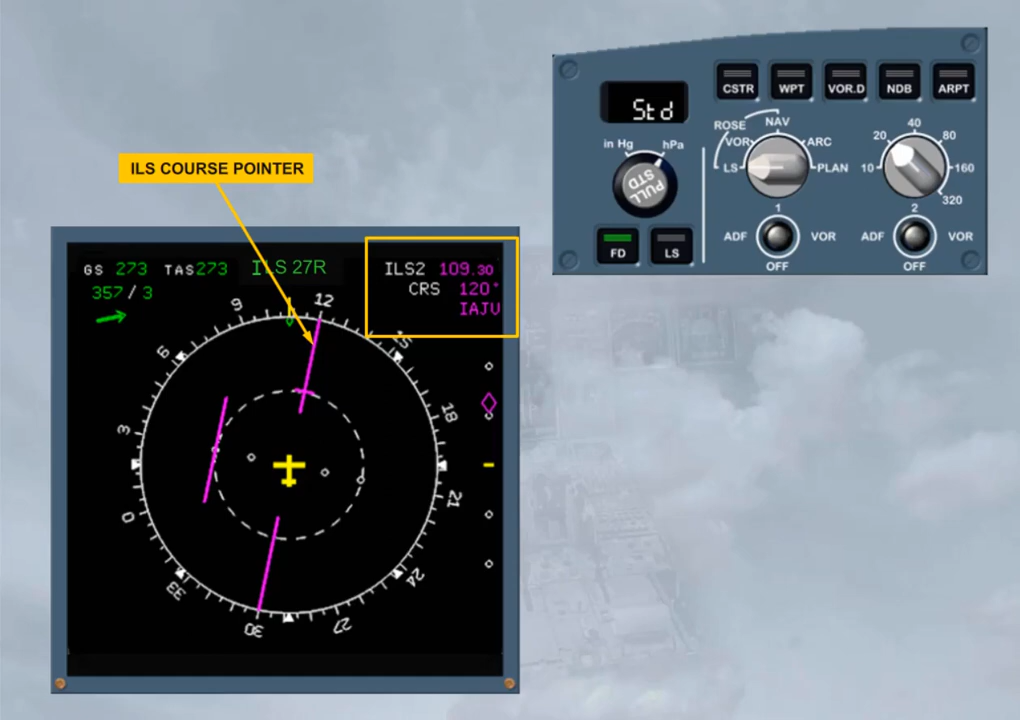 CSTR WPT VOR.D NDB ARPT
Std
in Hg hPa
PULL
STD
FD LS
ROSE
LS VOR NAV ARC PLAN
10 20 40 80 160 320
1
ADF VOR
OFF
2
ADF VOR
OFF
ILS COURSE POINTER
GS 273 TAS273
357 / 3
ILS 27R
ILS2 109.30
CRS 120°
IAJU
0 3 6 9 12 15 18 21 24 27 30 33